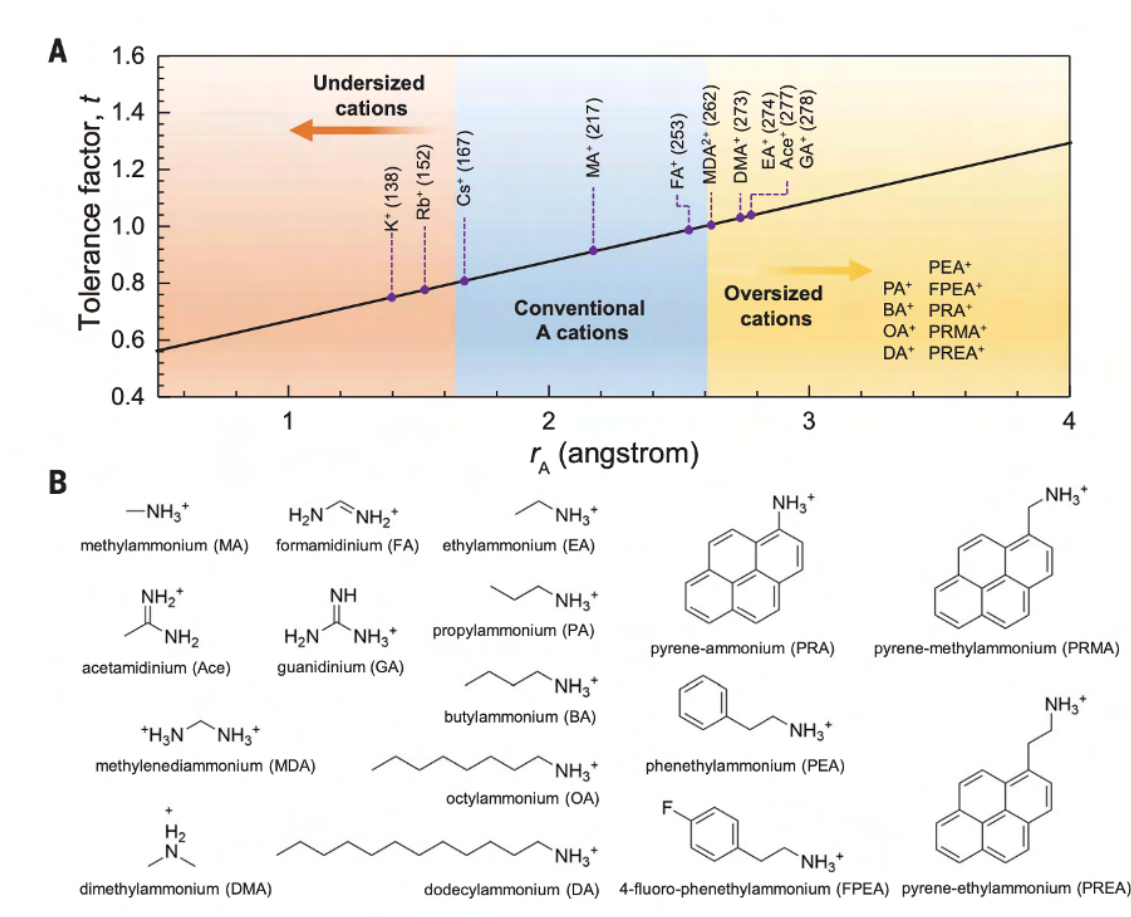 A
Tolerance factor, t
1.6
1.4
1.2
1.0
0.8
0.6
0.4
Undersized
cations
K⁺ (138)
Rb⁺ (152)
Cs⁺ (167)
MA⁺ (217)
FA⁺ (253)
MDA²⁺ (262)
DMA⁺ (273)
EA⁺ (274)
Ace⁺ (277)
GA⁺ (278)
Conventional
A cations
Oversized
cations
PEA⁺
PA⁺ FPEA⁺
BA⁺ PRA⁺
OA⁺ PRMA⁺
DA⁺ PREA⁺
1 2 3 4
r_A (angstrom)
B
NH₃⁺
methylammonium (MA)
H₂N NH₂⁺
formamidinium (FA)
NH₃⁺
ethylammonium (EA)
NH₃⁺
pyrene-ammonium (PRA)
NH₃⁺
pyrene-methylammonium (PRMA)
NH₂⁺
NH₂
acetamidinium (Ace)
NH
H₂N NH₃⁺
guanidinium (GA)
NH₃⁺
propylammonium (PA)
NH₃⁺
butylammonium (BA)
⁺H₃N NH₃⁺
methylenediammonium (MDA)
NH₃⁺
octylammonium (OA)
NH₃⁺
phenethylammonium (PEA)
NH₃⁺
pyrene-ethylammonium (PREA)
+
H₂
N
dimethylammonium (DMA)
NH₃⁺
dodecylammonium (DA)
F
NH₃⁺
4-fluoro-phenethylammonium (FPEA)